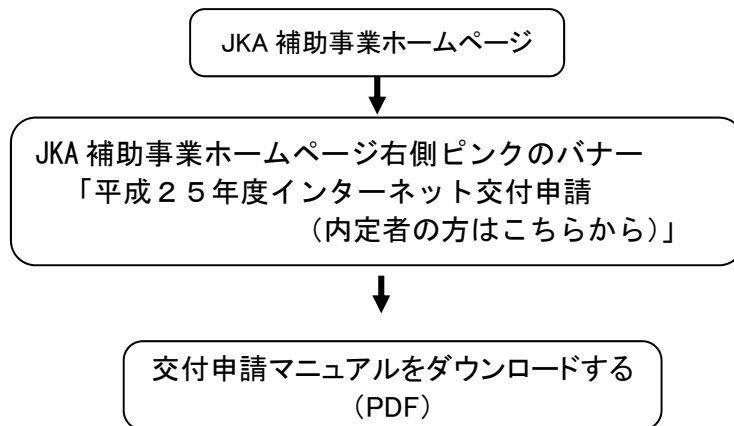 JKA 補助事業ホームページ
JKA 補助事業ホームページ右側ピンクのバナー
「平成２５年度インターネット交付申請
（内定者の方はこちらから）」
交付申請マニュアルをダウンロードする
（PDF）